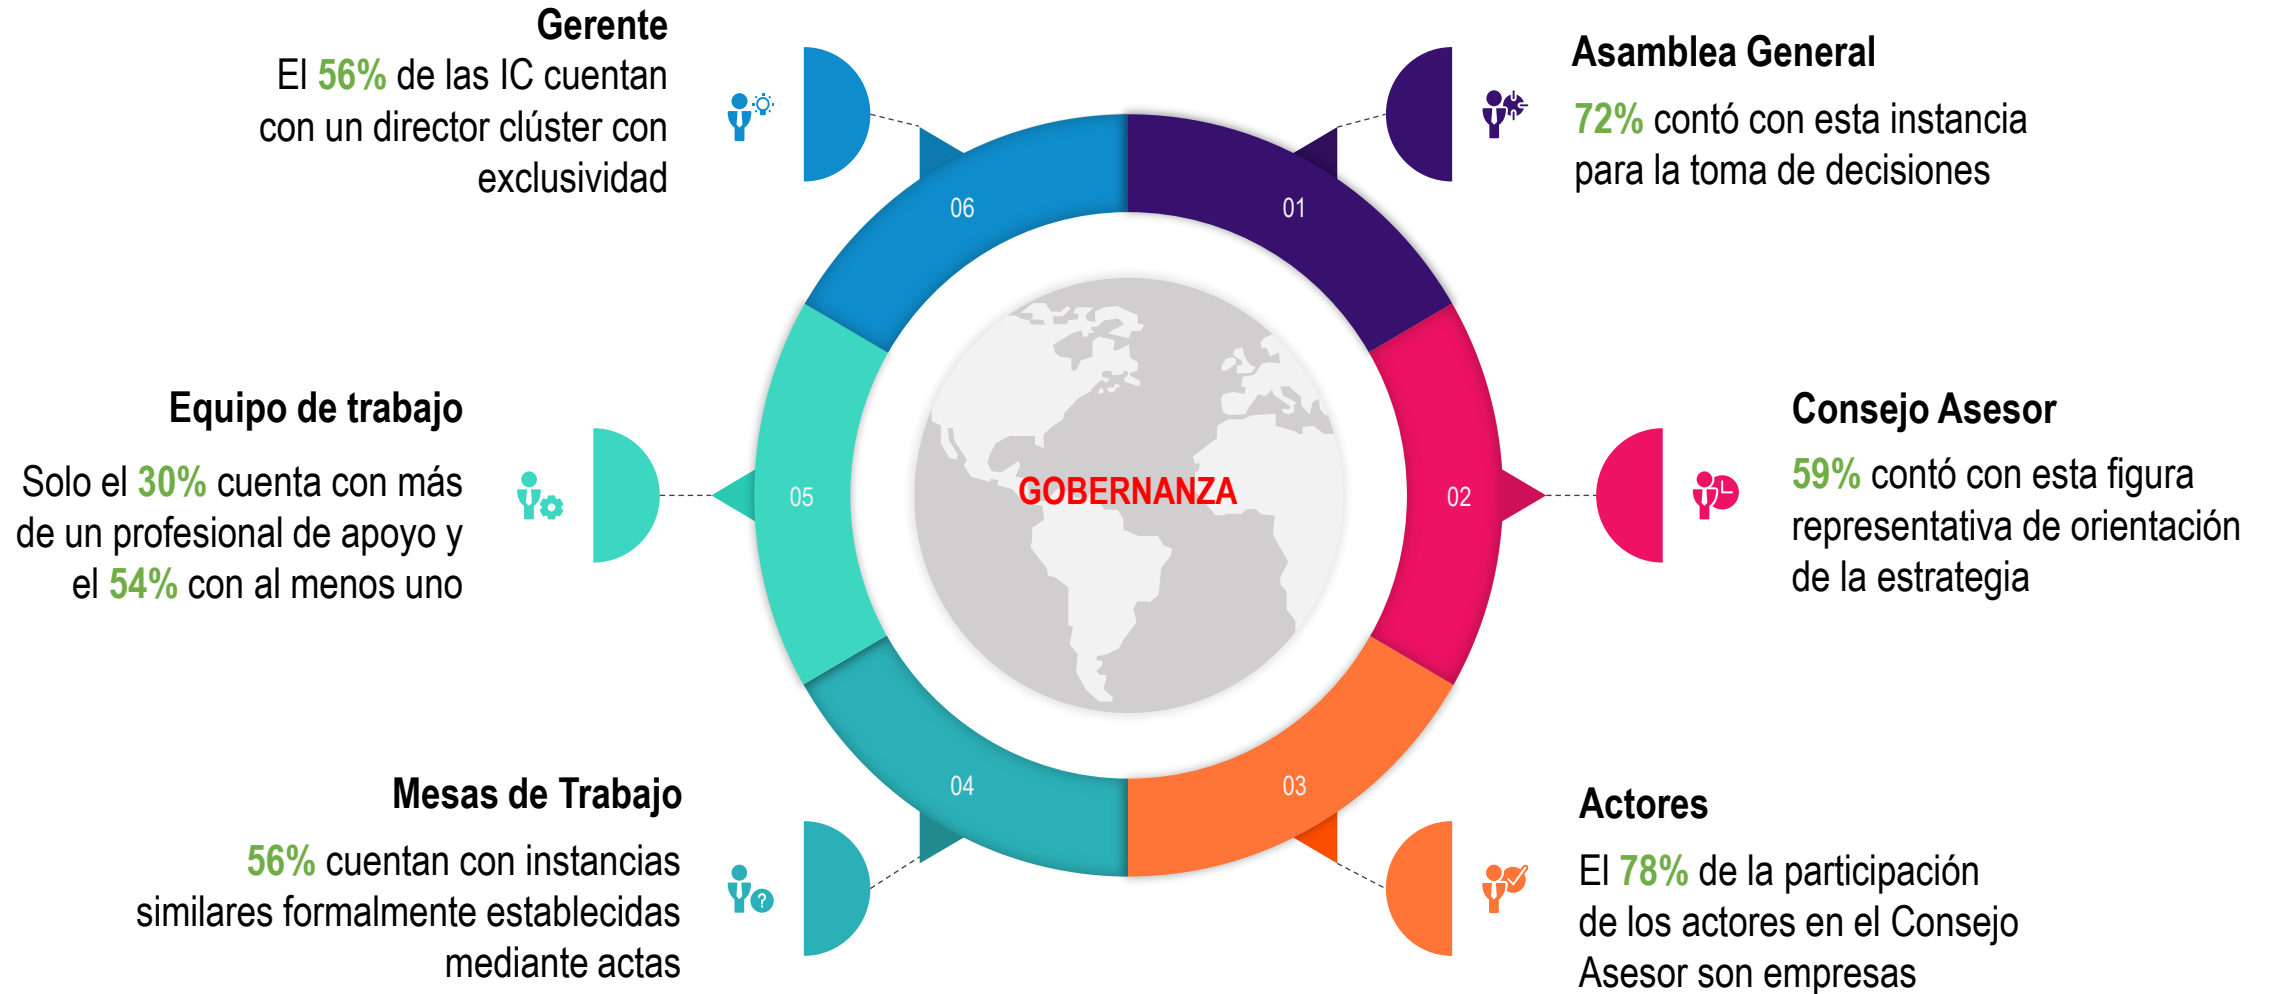 Gerente
El 56% de las IC cuentan
con un director clúster con
exclusividad
Asamblea General
72% contó con esta instancia
para la toma de decisiones
06
01
Equipo de trabajo
Solo el 30% cuenta con más
de un profesional de apoyo y
el 54% con al menos uno
05
GOBERNANZA
02
Consejo Asesor
59% contó con esta figura
representativa de orientación
de la estrategia
Mesas de Trabajo
56% cuentan con instancias
similares formalmente establecidas
mediante actas
?
04
03
Actores
El 78% de la participación
de los actores en el Consejo
Asesor son empresas